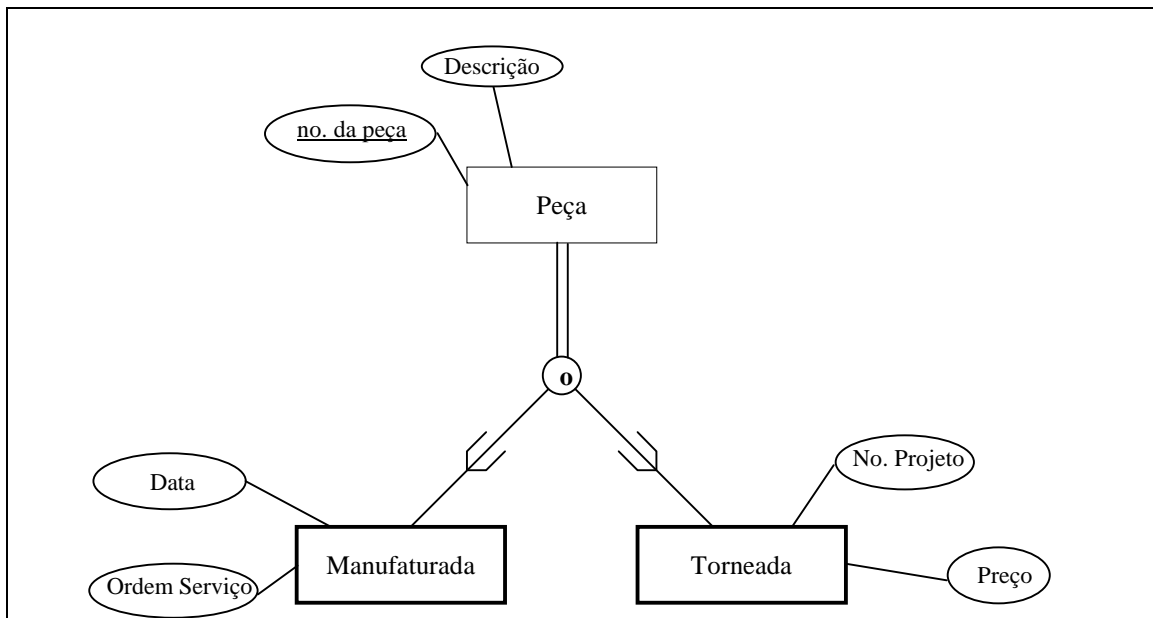 Descrição
no. da peça
Peça
o
No. Projeto
Data
Manufaturada
Torneada
Ordem Serviço
Preço